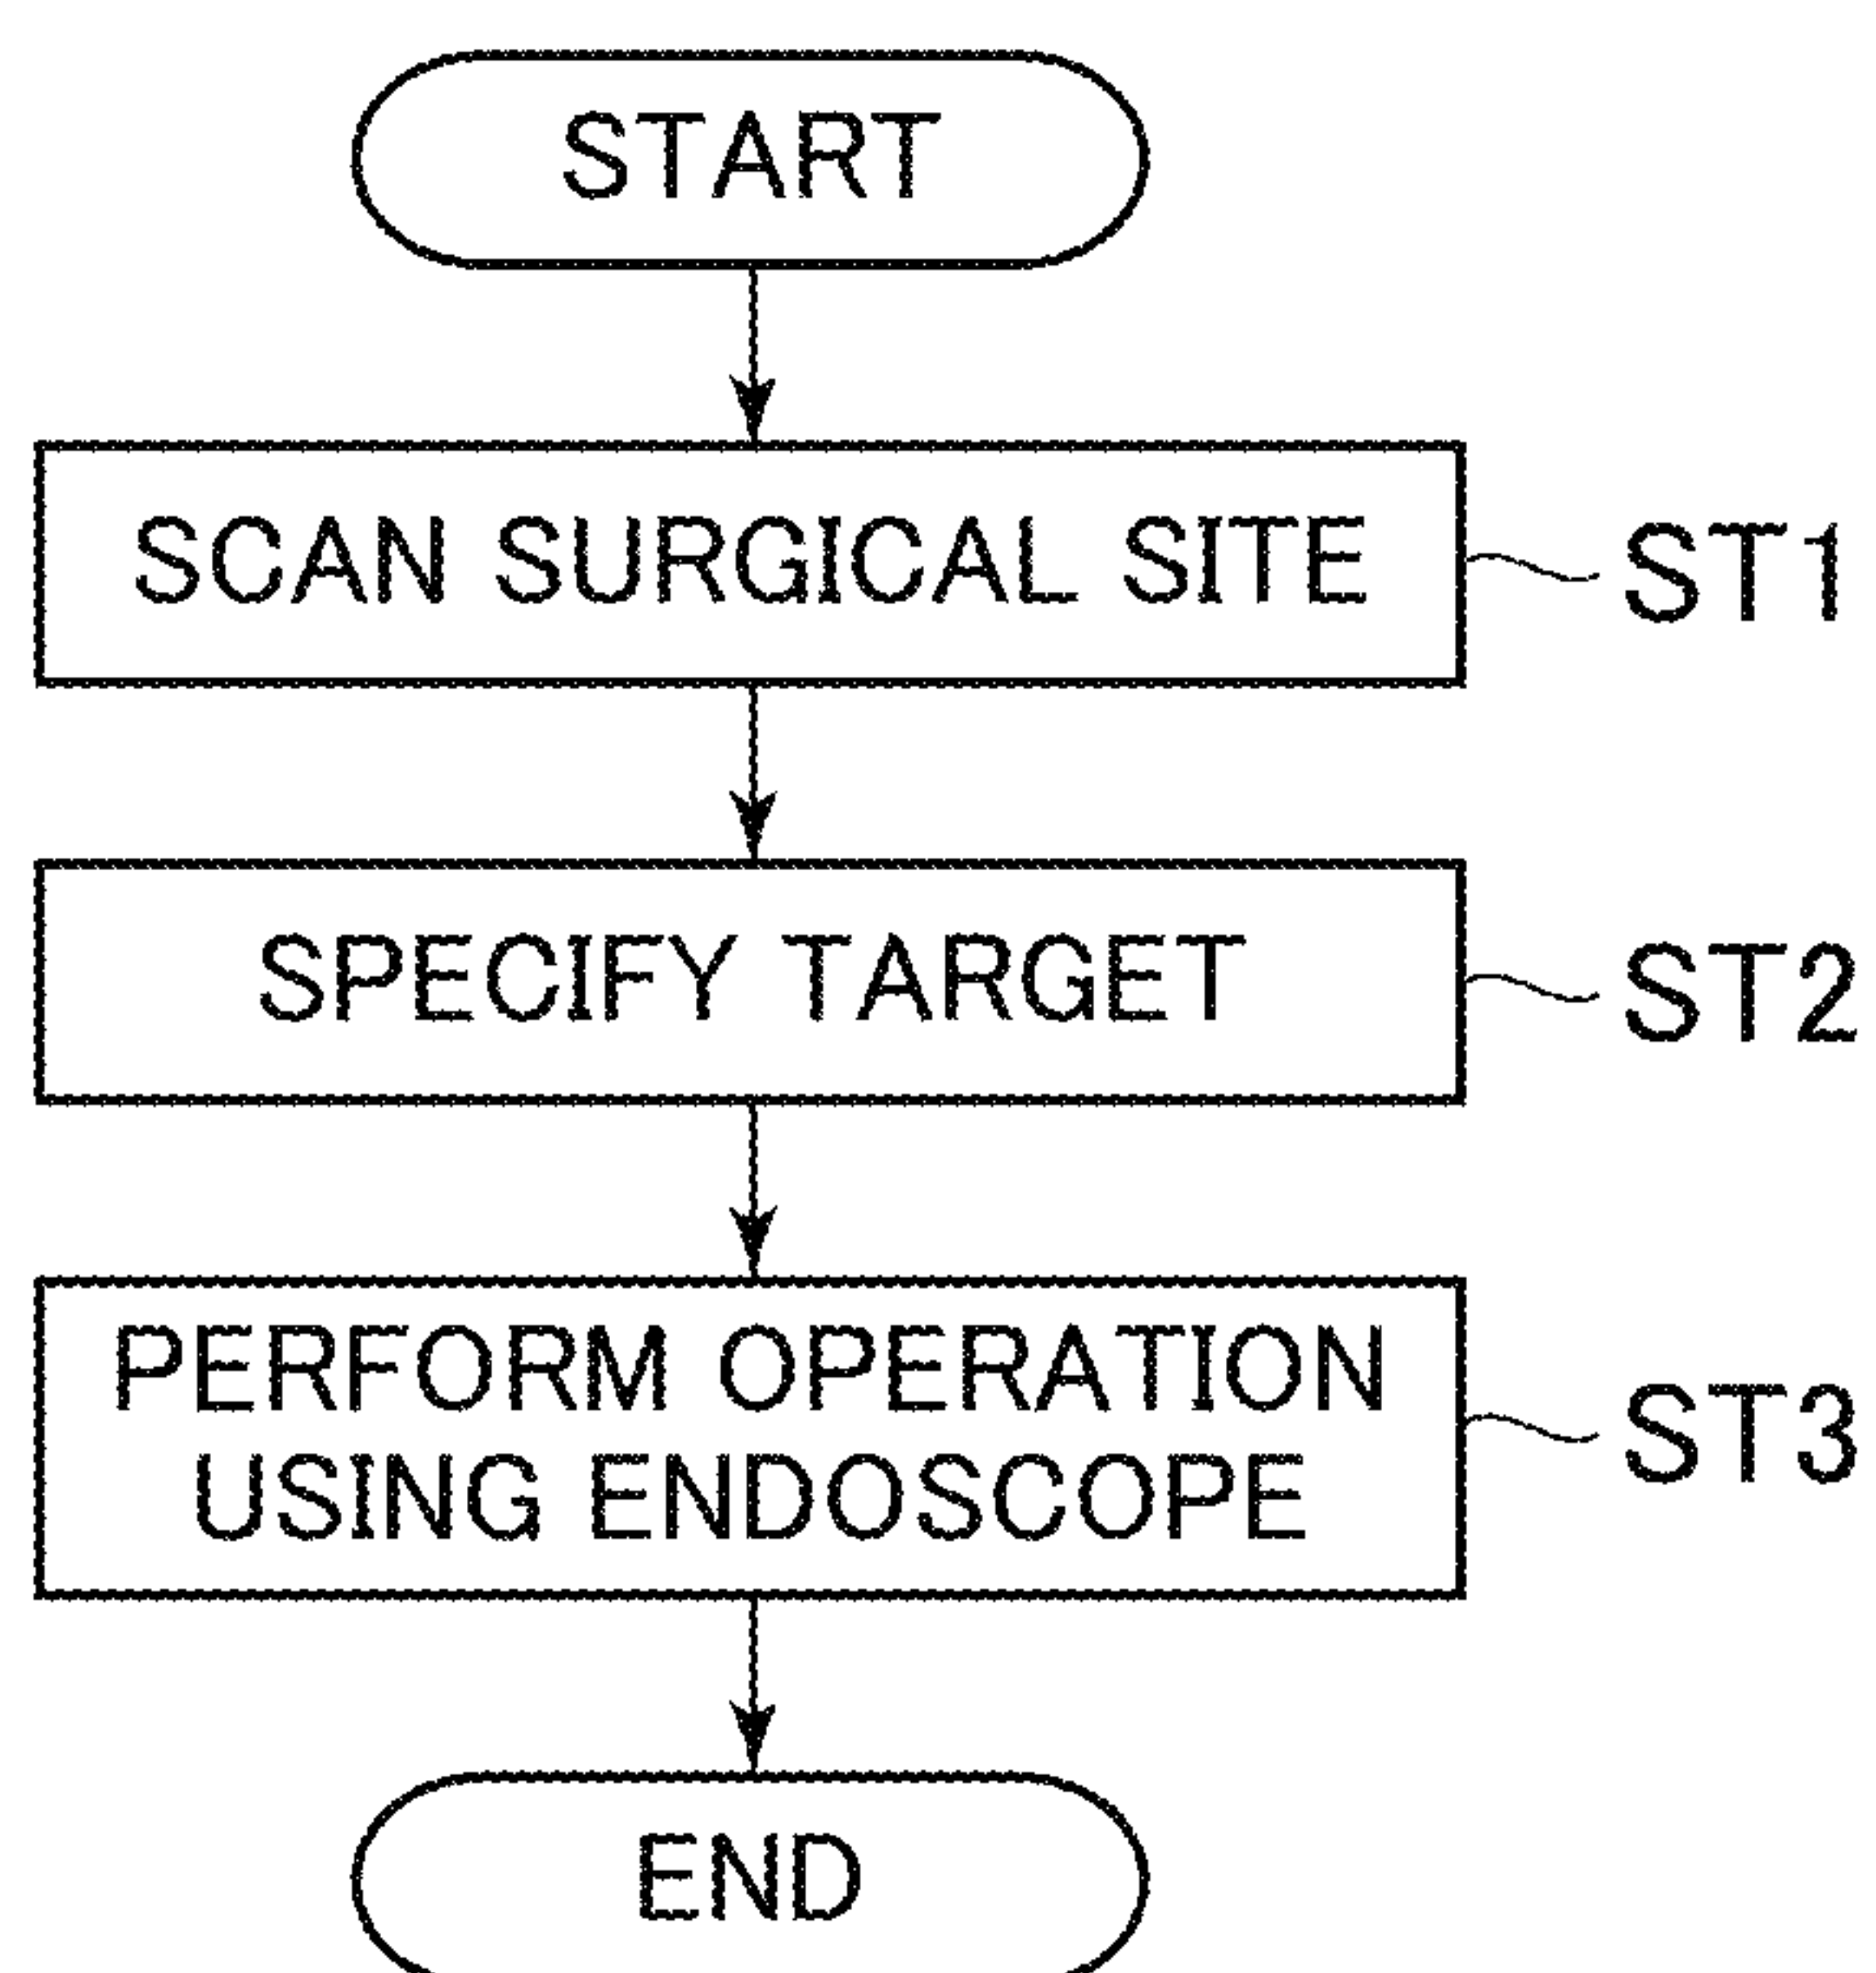 START
SCAN SURGICAL SITE
ST1
SPECIFY TARGET
ST2
PERFORM OPERATION
USING ENDOSCOPE
ST3
END